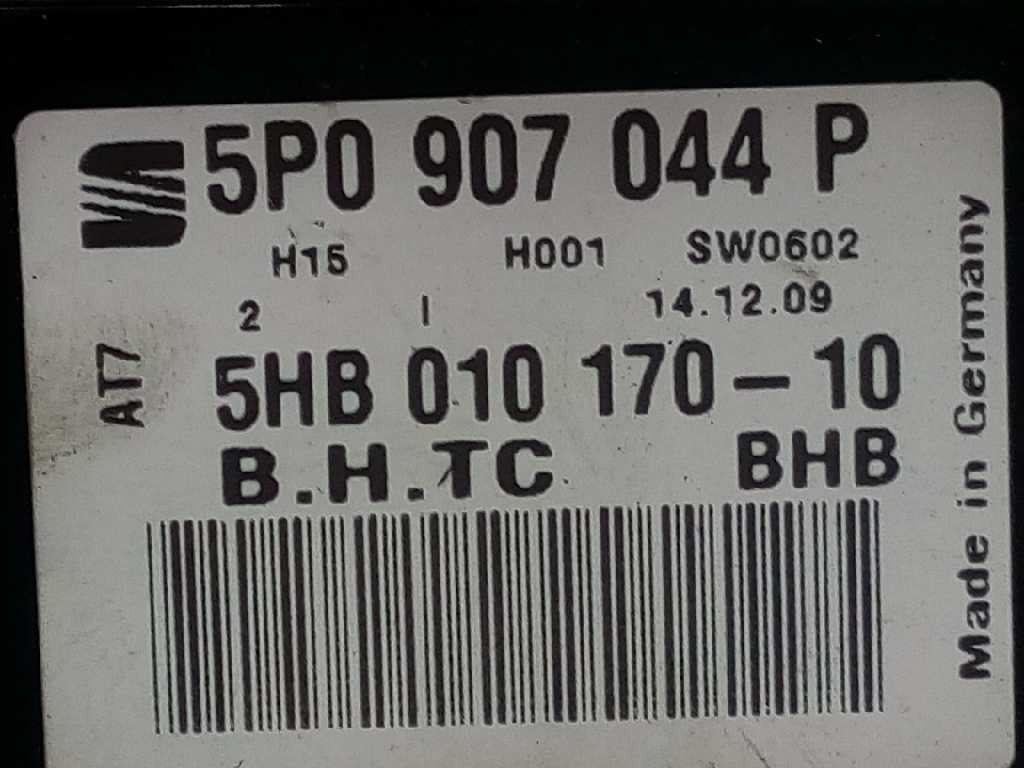 5P0 907 044 P
H15 H001 SW0602
2 I 14.12.09
AT7
5HB 010 170-10
B.H.TC BHB
Made in Germany